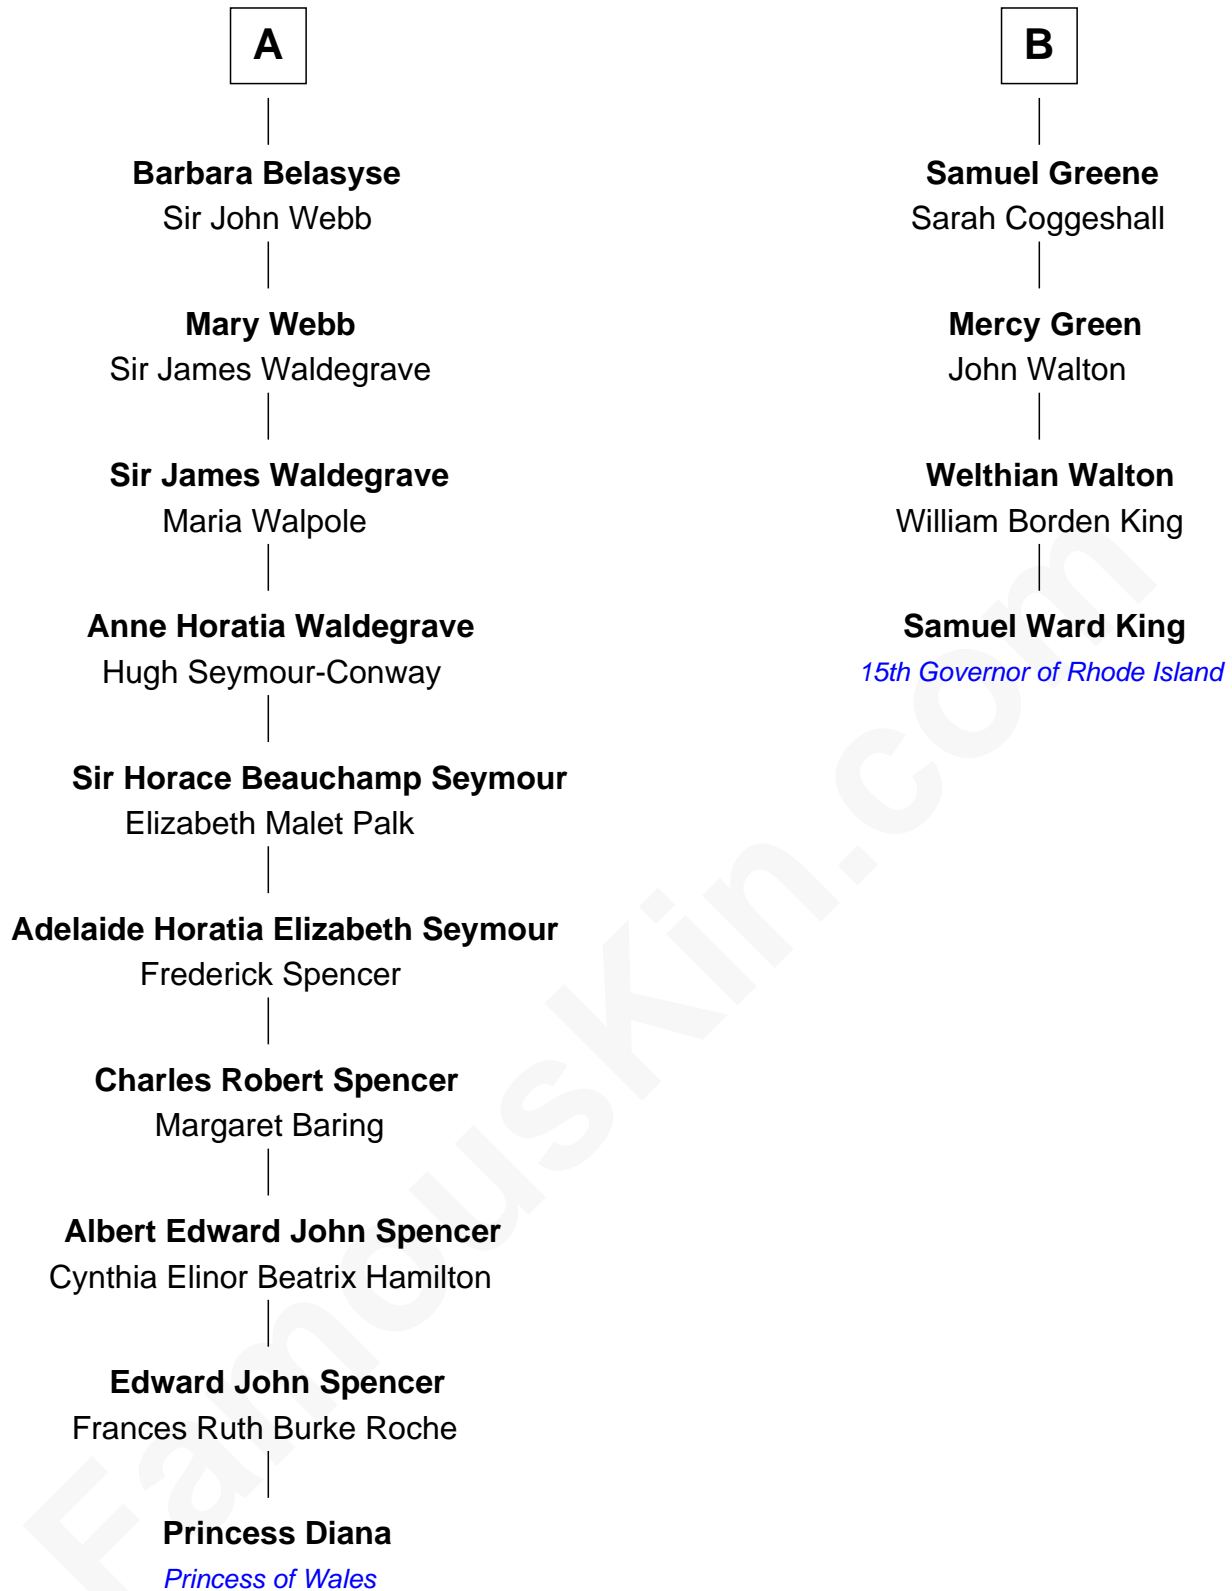 A
Barbara Belasyse
Sir John Webb
Mary Webb
Sir James Waldegrave
Sir James Waldegrave
Maria Walpole
Anne Horatia Waldegrave
Hugh Seymour-Conway
Sir Horace Beauchamp Seymour
Elizabeth Malet Palk
Adelaide Horatia Elizabeth Seymour
Frederick Spencer
Charles Robert Spencer
Margaret Baring
Albert Edward John Spencer
Cynthia Elinor Beatrix Hamilton
Edward John Spencer
Frances Ruth Burke Roche
Princess Diana
Princess of Wales
B
Samuel Greene
Sarah Coggeshall
Mercy Green
John Walton
Welthian Walton
William Borden King
Samuel Ward King
15th Governor of Rhode Island
FamousKin.com